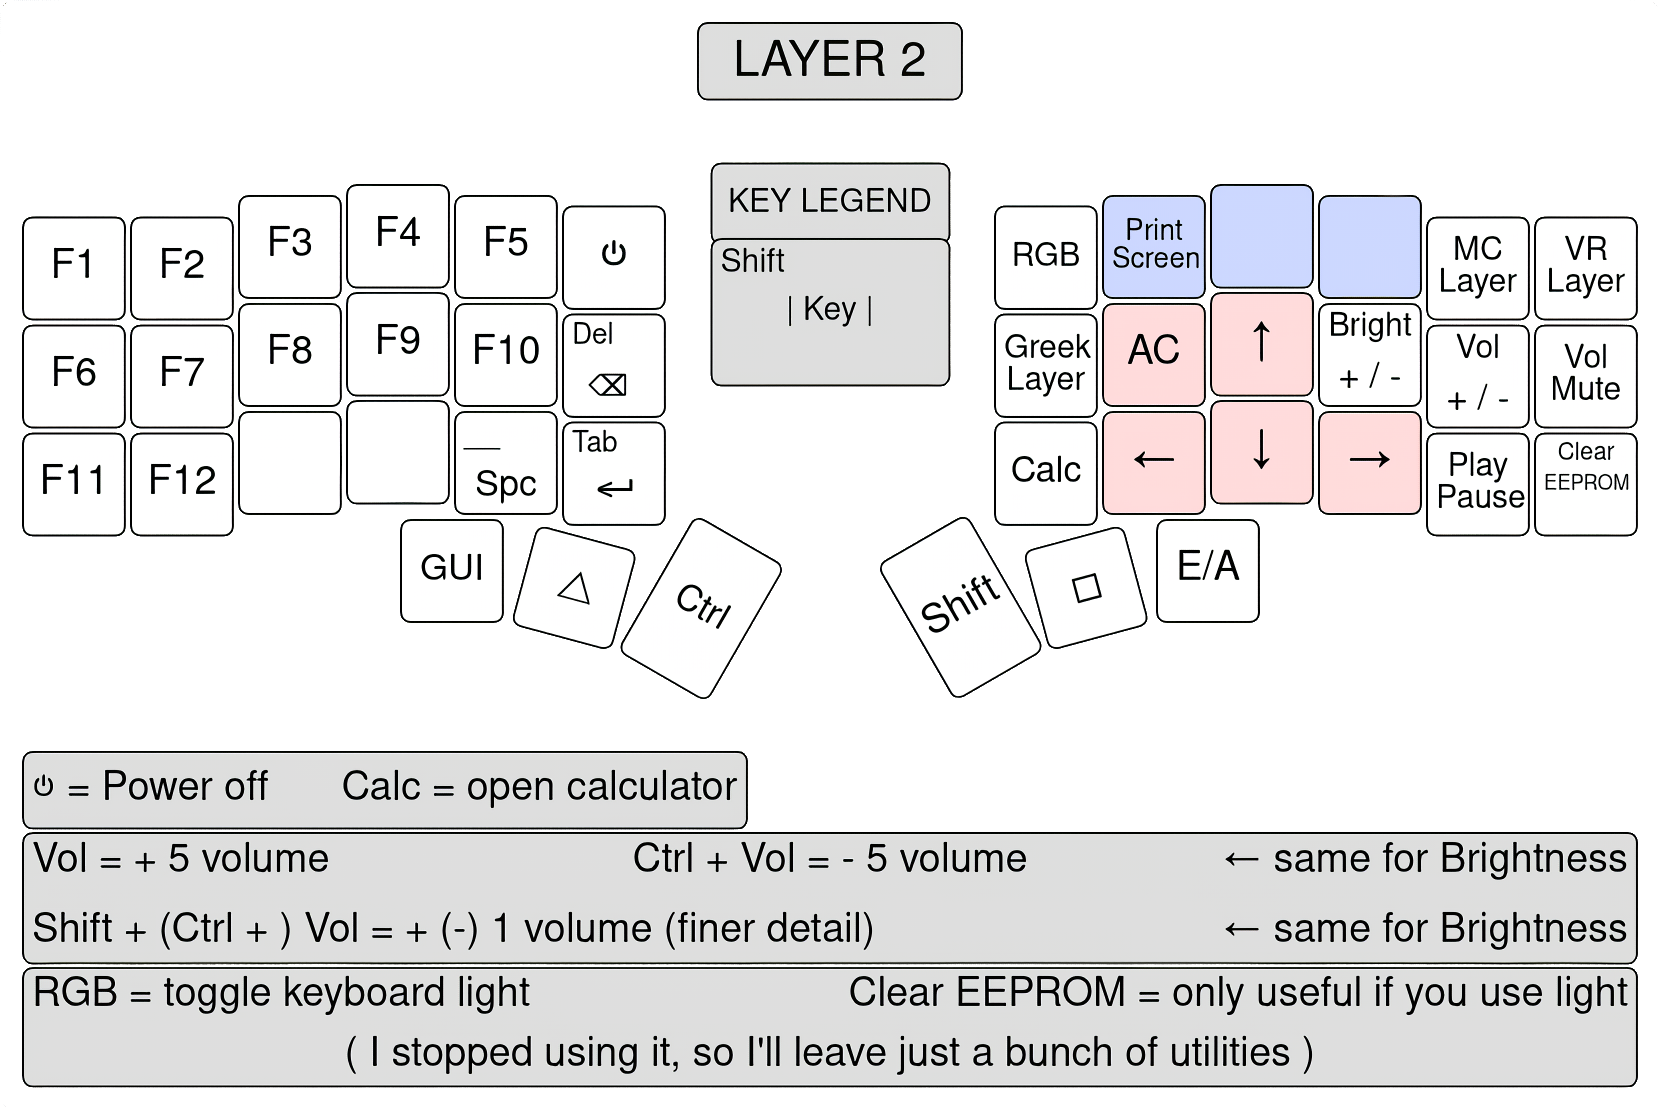 LAYER 2
KEY LEGEND
Shift
| Key |
F1 F2 F3 F4 F5 ⏻
F6 F7 F8 F9 F10 Del ⌫
F11 F12 __ Spc Tab ↵
GUI △ Ctrl
RGB Print Screen MC Layer VR Layer
Greek Layer AC ↑ Bright + / - Vol + / - Vol Mute
Calc ← ↓ → Play Pause Clear EEPROM
Shift □ E/A
⏻ = Power off Calc = open calculator
Vol = + 5 volume Ctrl + Vol = - 5 volume ← same for Brightness
Shift + (Ctrl + ) Vol = + (-) 1 volume (finer detail) ← same for Brightness
RGB = toggle keyboard light Clear EEPROM = only useful if you use light
( I stopped using it, so I'll leave just a bunch of utilities )